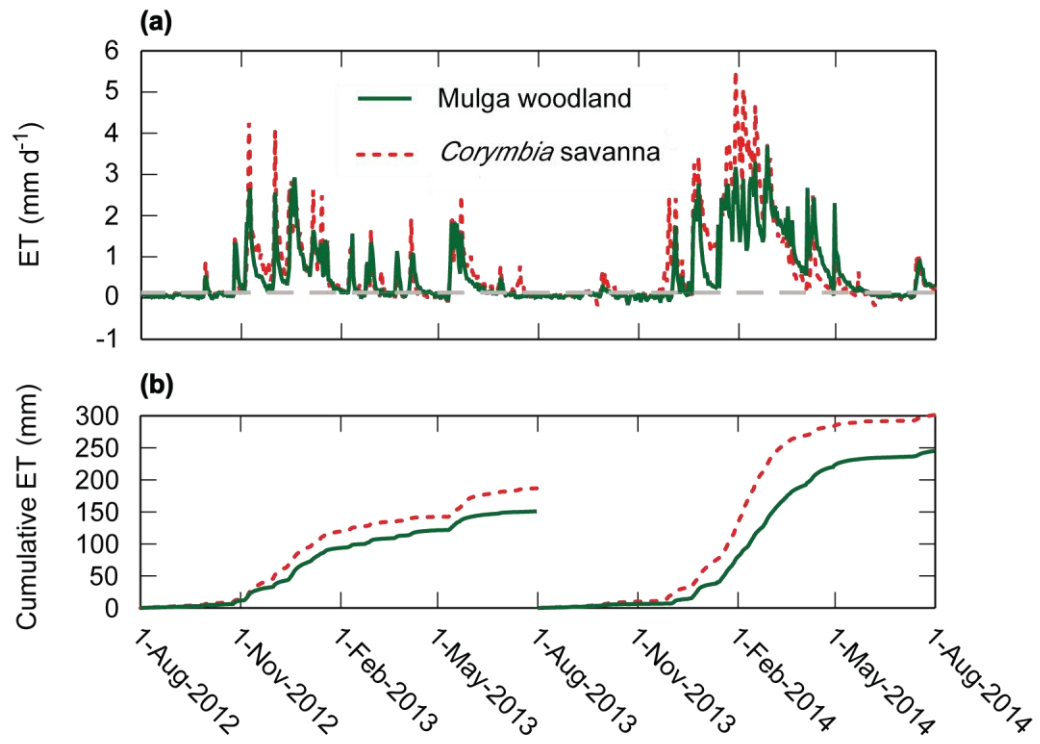 (a)
ET (mm d⁻¹)
6
5
4
3
2
1
0
-1
Mulga woodland
Corymbia savanna
(b)
Cumulative ET (mm)
300
250
200
150
100
50
0
1-Aug-2012
1-Nov-2012
1-Feb-2013
1-May-2013
1-Aug-2013
1-Nov-2013
1-Feb-2014
1-May-2014
1-Aug-2014